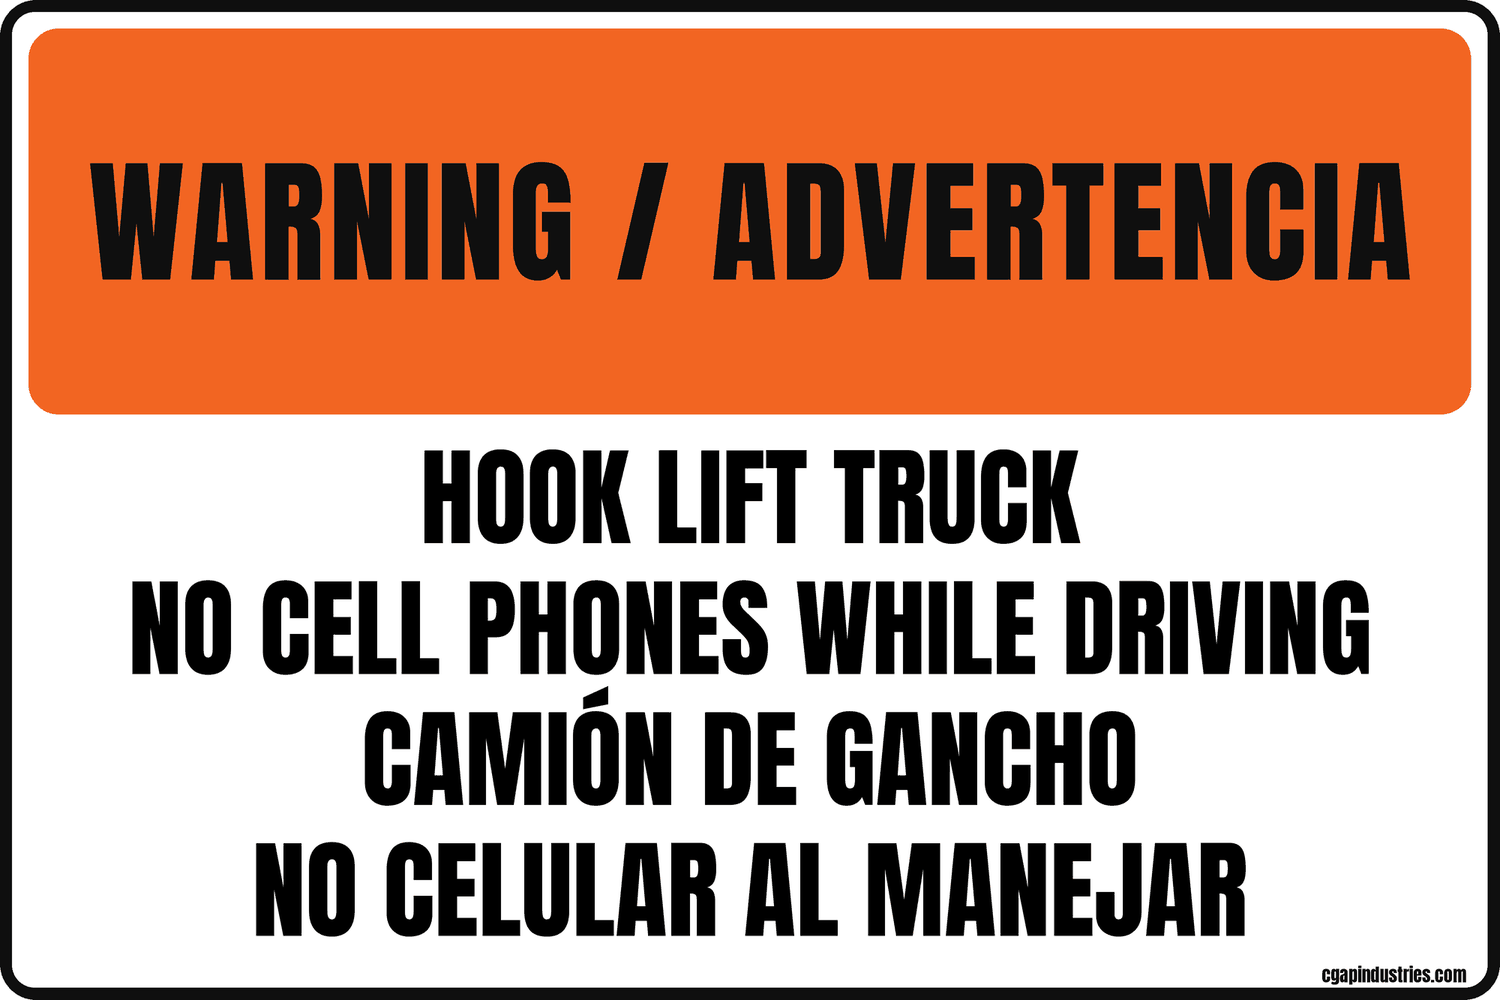 WARNING / ADVERTENCIA
HOOK LIFT TRUCK
NO CELL PHONES WHILE DRIVING
CAMIÓN DE GANCHO
NO CELULAR AL MANEJAR
cgapindustries.com